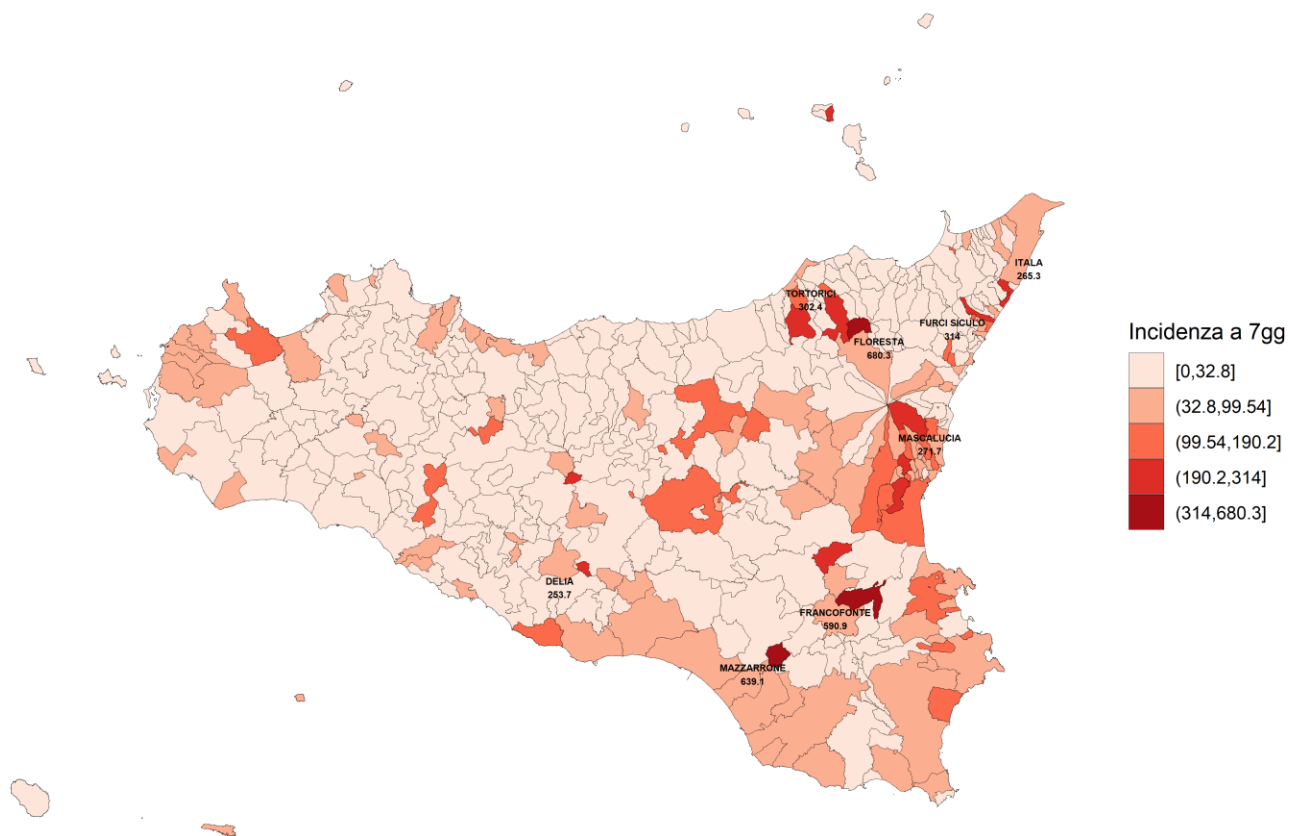 ITALA
265.3
TORTORICI
302.4
FURCI SICULO
314
FLORESTA
680.3
Incidenza a 7gg
[0,32.8]
(32.8,99.54]
(99.54,190.2]
(190.2,314]
(314,680.3]
MASCALUCIA
271.7
DELIA
253.7
FRANCOFONTE
590.9
MAZZARRONE
639.1